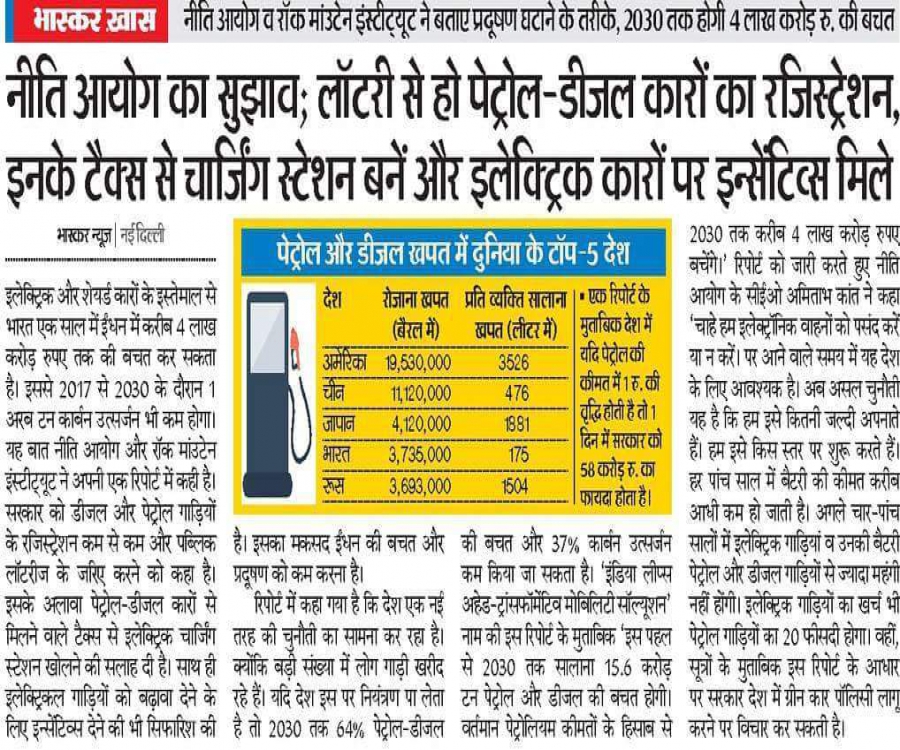 भास्कर ख़ास
नीति आयोग व रॉक मांउटेन इंस्टीट्यूट ने बताए प्रदूषण घटाने के तरीके, 2030 तक होगी 4 लाख करोड़ रु. की बचत
नीति आयोग का सुझाव; लॉटरी से हो पेट्रोल-डीजल कारों का रजिस्ट्रेशन,
इनके टैक्स से चार्जिंग स्टेशन बनें और इलेक्ट्रिक कारों पर इन्सेंटिव्स मिले
भास्कर न्यूज़ | नई दिल्ली
इलेक्ट्रिक और शेयर्ड कारों के इस्तेमाल से
भारत एक साल में ईंधन में करीब 4 लाख
करोड़ रुपए तक की बचत कर सकता
है। इससे 2017 से 2030 के दौरान 1
अरब टन कार्बन उत्सर्जन भी कम होगा।
यह बात नीति आयोग और रॉक मांउटेन
इंस्टीट्यूट ने अपनी एक रिपोर्ट में कही है।
सरकार को डीजल और पेट्रोल गाड़ियों
के रजिस्ट्रेशन कम से कम और पब्लिक
लॉटरीज के जरिए करने को कहा है।
इसके अलावा पेट्रोल-डीजल कारों से
मिलने वाले टैक्स से इलेक्ट्रिक चार्जिंग
स्टेशन खोलने की सलाह दी है। साथ ही
इलेक्ट्रिकल गाड़ियों को बढ़ावा देने के
लिए इन्सेंटिव्स देने की भी सिफारिश की
पेट्रोल और डीजल खपत में दुनिया के टॉप-5 देश
देश रोजाना खपत (बैरल में) प्रति व्यक्ति सालाना खपत (लीटर में)
अमेरिका 19,530,000 3526
चीन 11,120,000 476
जापान 4,120,000 1881
भारत 3,735,000 175
रूस 3,693,000 1504
▪ एक रिपोर्ट के
मुताबिक देश में
यदि पेट्रोल की
कीमत में 1 रु. की
वृद्धि होती है तो 1
दिन में सरकार को
58 करोड़ रु. का
फायदा होता है।
है। इसका मकसद ईंधन की बचत और
प्रदूषण को कम करना है।
रिपोर्ट में कहा गया है कि देश एक नई
तरह की चुनौती का सामना कर रहा है।
क्योंकि बड़ी संख्या में लोग गाड़ी खरीद
रहे हैं। यदि देश इस पर नियंत्रण पा लेता
है तो 2030 तक 64% पेट्रोल-डीजल
की बचत और 37% कार्बन उत्सर्जन
कम किया जा सकता है। 'इंडिया लीप्स
अहेड-ट्रांसफॉर्मेटिव मोबिलिटी सॉल्यूशन'
नाम की इस रिपोर्ट के मुताबिक 'इस पहल
से 2030 तक सालाना 15.6 करोड़
टन पेट्रोल और डीजल की बचत होगी।
वर्तमान पेट्रोलियम कीमतों के हिसाब से
2030 तक करीब 4 लाख करोड़ रुपए
बचेंगे।' रिपोर्ट को जारी करते हुए नीति
आयोग के सीईओ अमिताभ कांत ने कहा
'चाहे हम इलेक्ट्रॉनिक वाहनों को पसंद करें
या न करें। पर आने वाले समय में यह देश
के लिए आवश्यक है। अब असल चुनौती
यह है कि हम इसे कितनी जल्दी अपनाते
हैं। हम इसे किस स्तर पर शुरू करते हैं।
हर पांच साल में बैटरी की कीमत करीब
आधी कम हो जाती है। अगले चार-पांच
सालों में इलेक्ट्रिक गाड़ियां व उनकी बैटरी
पेट्रोल और डीजल गाड़ियों से ज्यादा महंगी
नहीं होंगी। इलेक्ट्रिक गाड़ियों का खर्च भी
पेट्रोल गाड़ियों का 20 फीसदी होगा। वहीं,
सूत्रों के मुताबिक इस रिपोर्ट के आधार
पर सरकार देश में ग्रीन कार पॉलिसी लागू
करने पर विचार कर सकती है।